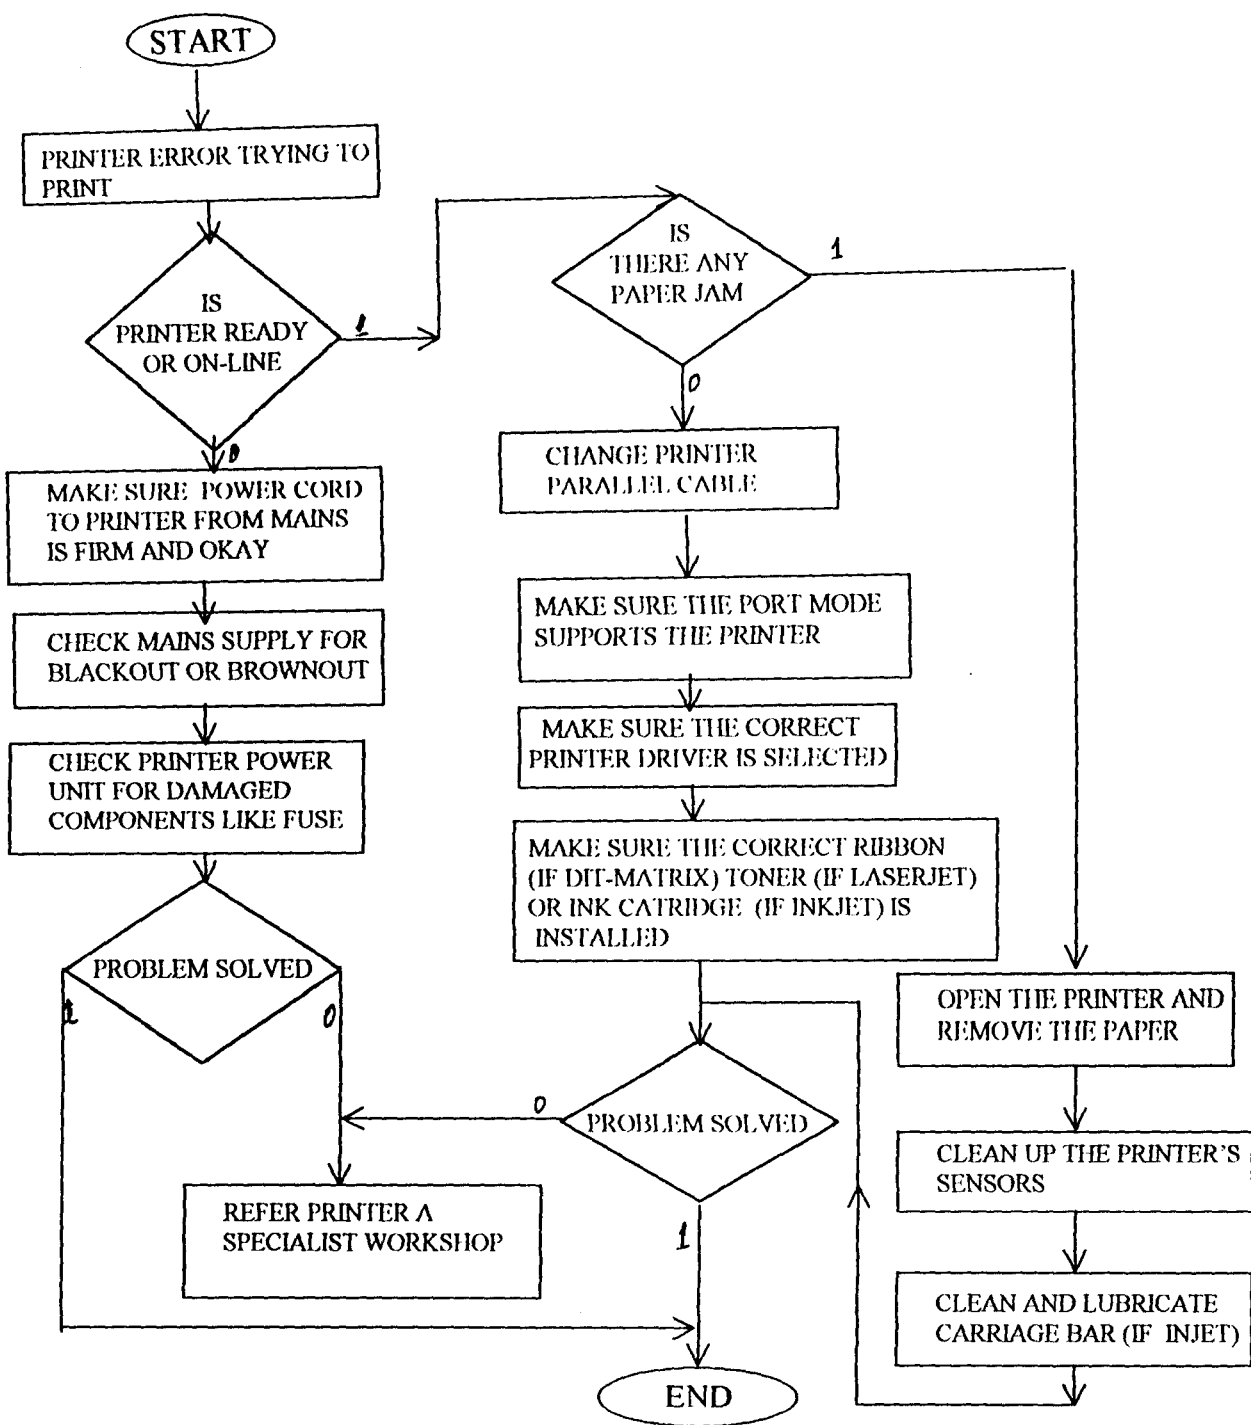 START
PRINTER ERROR TRYING TO
PRINT
IS
PRINTER READY
OR ON-LINE
1
0
MAKE SURE POWER CORD
TO PRINTER FROM MAINS
IS FIRM AND OKAY
CHECK MAINS SUPPLY FOR
BLACKOUT OR BROWNOUT
CHECK PRINTER POWER
UNIT FOR DAMAGED
COMPONENTS LIKE FUSE
PROBLEM SOLVED
1
0
REFER PRINTER A
SPECIALIST WORKSHOP
IS
THERE ANY
PAPER JAM
1
0
CHANGE PRINTER
PARALLEL CABLE
MAKE SURE THE PORT MODE
SUPPORTS THE PRINTER
MAKE SURE THE CORRECT
PRINTER DRIVER IS SELECTED
MAKE SURE THE CORRECT RIBBON
(IF DIT-MATRIX) TONER (IF LASERJET)
OR INK CATRIDGE (IF INKJET) IS
INSTALLED
PROBLEM SOLVED
0
1
OPEN THE PRINTER AND
REMOVE THE PAPER
CLEAN UP THE PRINTER'S
SENSORS
CLEAN AND LUBRICATE
CARRIAGE BAR (IF INJET)
END